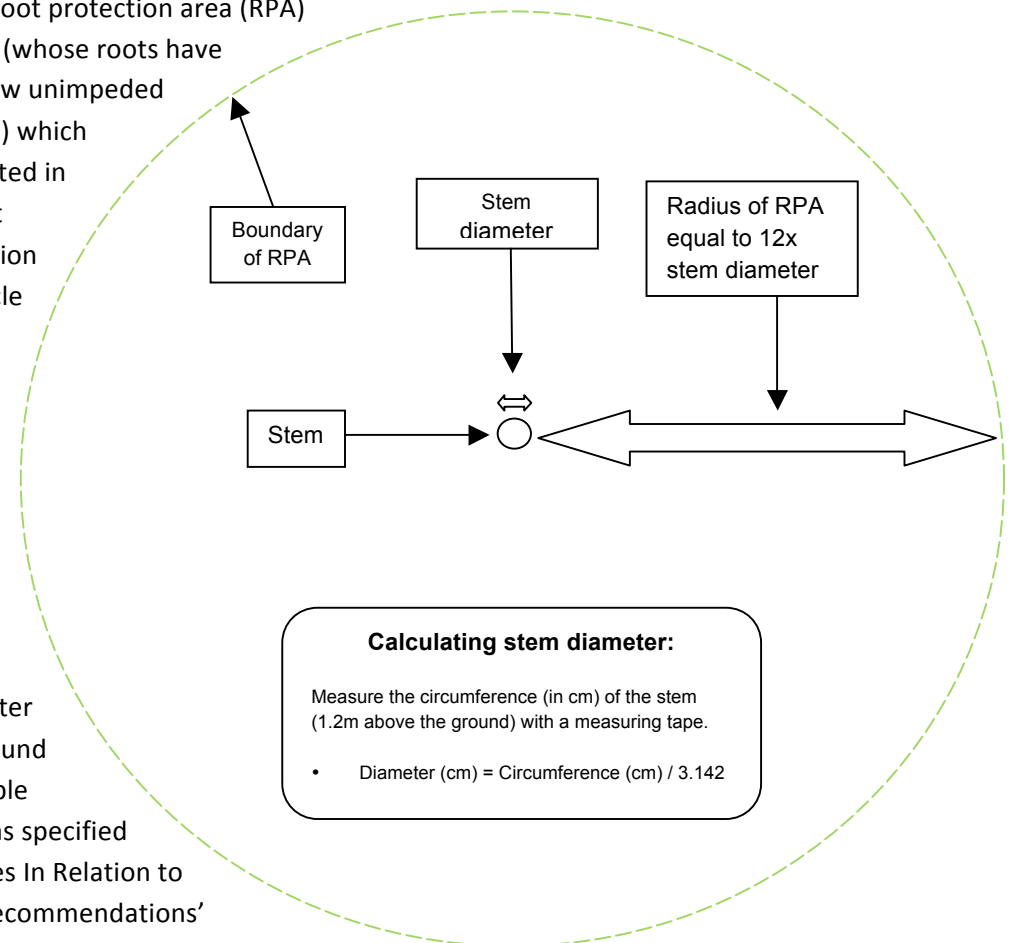 oot protection area (RPA)
(whose roots have
w unimpeded
) which
ted in
t
ion
cle
Boundary
of RPA
Stem
diameter
Radius of RPA
equal to 12x
stem diameter
Stem
Calculating stem diameter:
Measure the circumference (in cm) of the stem
(1.2m above the ground) with a measuring tape.
• Diameter (cm) = Circumference (cm) / 3.142
ter
und
ble
as specified
es In Relation to
ecommendations’